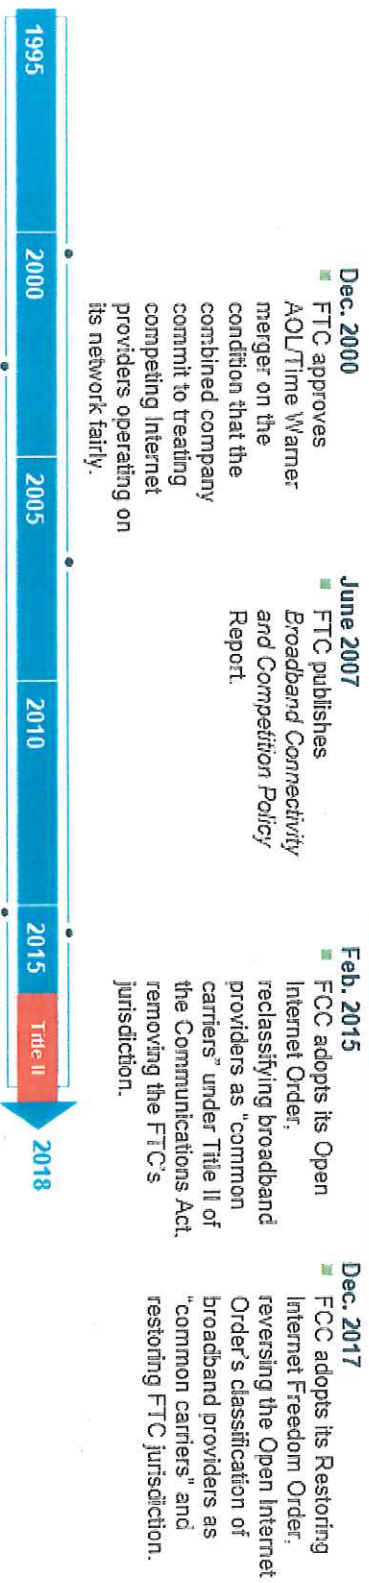 Dec. 2000
FTC approves
AOL/Time Warner
merger on the
condition that the
combined company
commit to treating
competing Internet
providers operating on
its network fairly.
June 2007
FTC publishes
Broadband Connectivity
and Competition Policy
Report.
Feb. 2015
FCC adopts its Open
Internet Order,
reclassifying broadband
providers as "common
carriers" under Title II of
the Communications Act,
removing the FTC's
jurisdiction.
Dec. 2017
FCC adopts its Restoring
Internet Freedom Order,
reversing the Open Internet
Order's classification of
broadband providers as
"common carriers" and
restoring FTC jurisdiction.
1995
2000
2005
2010
2015
Title II
2018